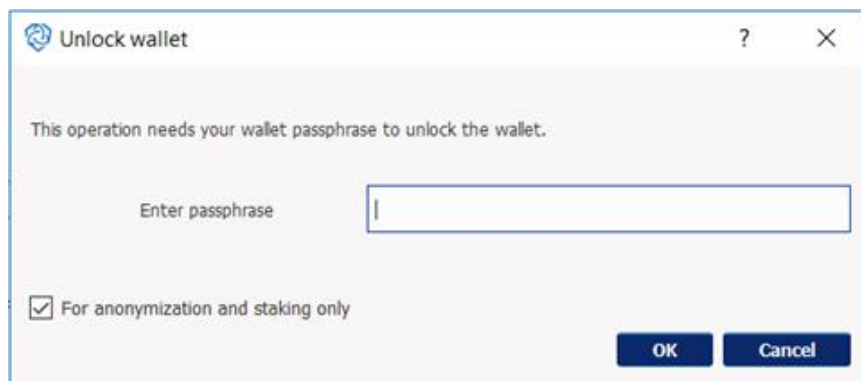 Unlock wallet ?
This operation needs your wallet passphrase to unlock the wallet.
Enter passphrase
For anonymization and staking only
OK Cancel